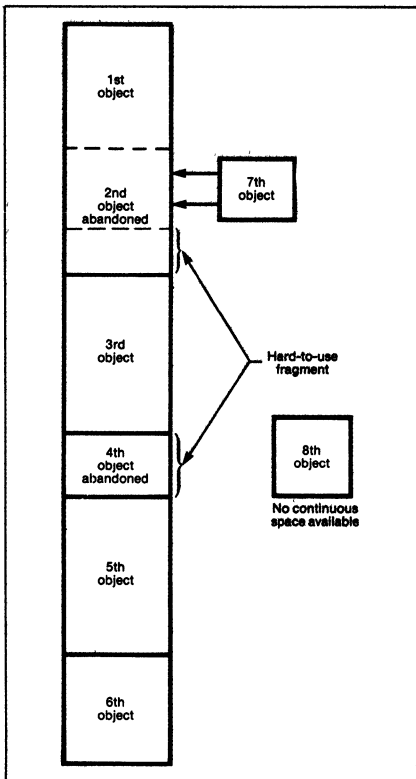 1st
object
2nd
object
abandoned
7th
object
3rd
object
Hard-to-use
fragment
4th
object
abandoned
8th
object
No continuous
space available
5th
object
6th
object